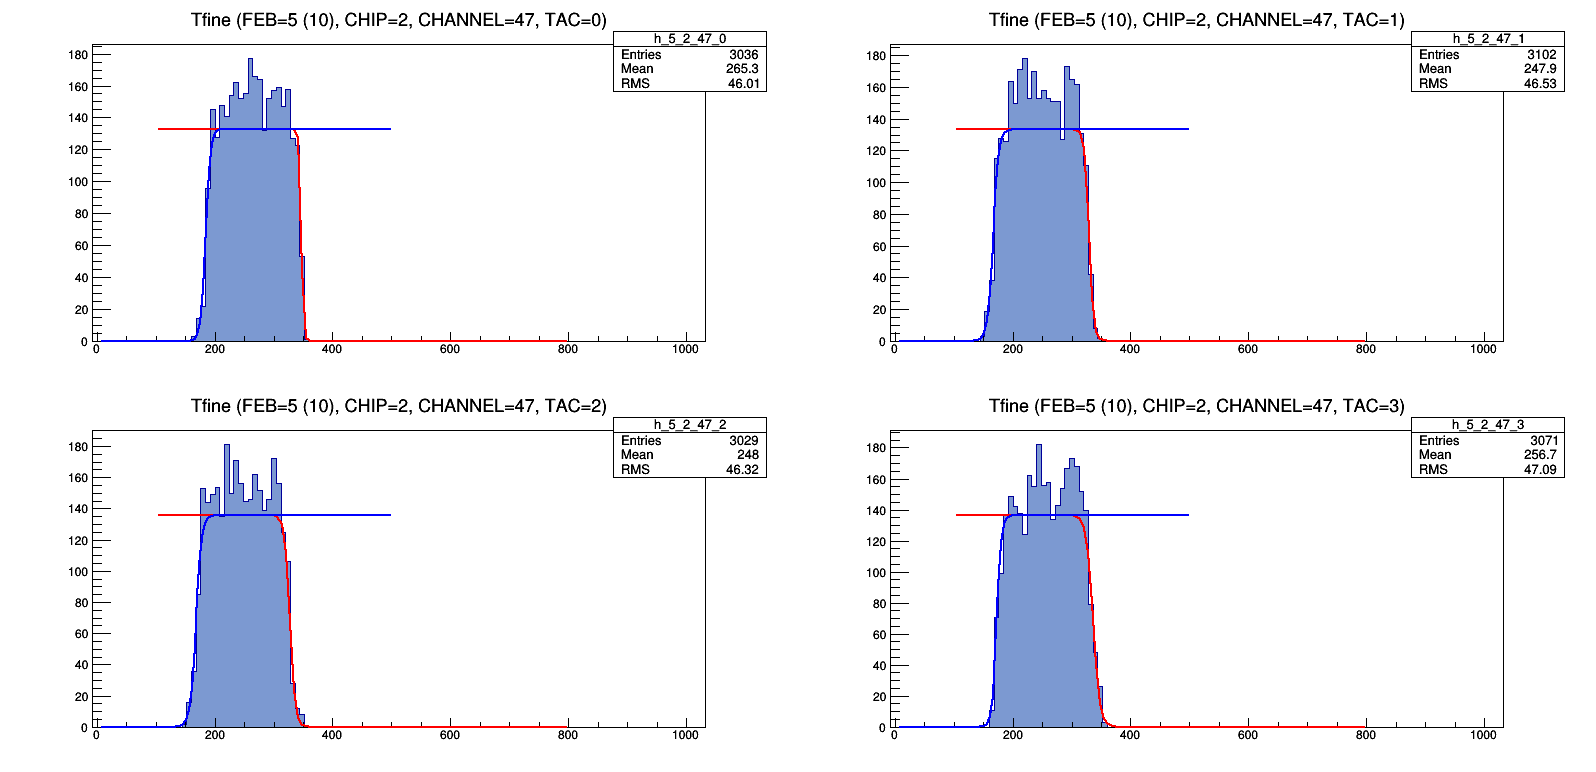 Tfine (FEB=5 (10), CHIP=2, CHANNEL=47, TAC=0)
h_5_2_47_0
Entries 3036
Mean 265.3
RMS 46.01
180
160
140
120
100
80
60
40
20
0
0 200 400 600 800 1000
Tfine (FEB=5 (10), CHIP=2, CHANNEL=47, TAC=1)
h_5_2_47_1
Entries 3102
Mean 247.9
RMS 46.53
180
160
140
120
100
80
60
40
20
0
0 200 400 600 800 1000
Tfine (FEB=5 (10), CHIP=2, CHANNEL=47, TAC=2)
h_5_2_47_2
Entries 3029
Mean 248
RMS 46.32
180
160
140
120
100
80
60
40
20
0
0 200 400 600 800 1000
Tfine (FEB=5 (10), CHIP=2, CHANNEL=47, TAC=3)
h_5_2_47_3
Entries 3071
Mean 256.7
RMS 47.09
180
160
140
120
100
80
60
40
20
0
0 200 400 600 800 1000